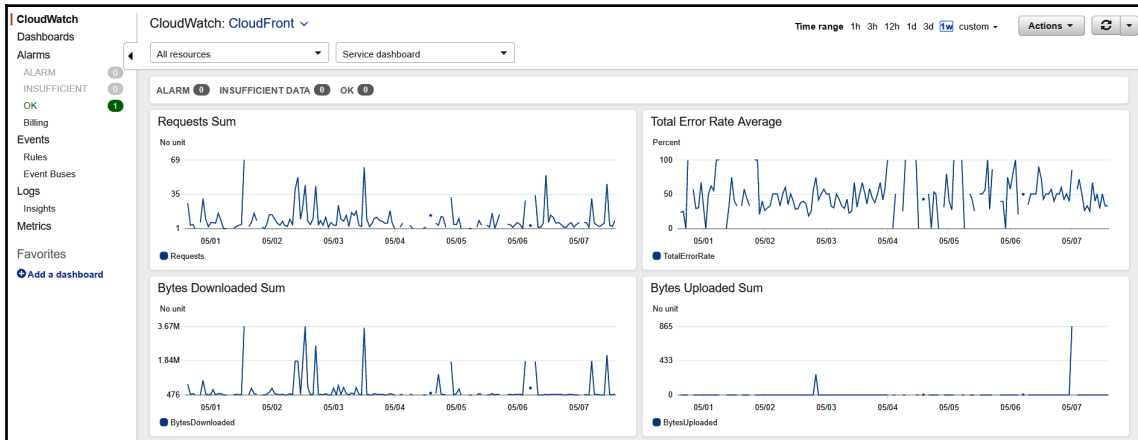 CloudWatch
Dashboards
Alarms
ALARM 0
INSUFFICIENT 0
OK 1
Billing
Events
Rules
Event Buses
Logs
Insights
Metrics
Favorites
Add a dashboard
CloudWatch: CloudFront
Time range 1h 3h 12h 1d 3d 1w custom
Actions
All resources
Service dashboard
ALARM 0 INSUFFICIENT DATA 0 OK 0
Requests Sum
No unit
69
35
1
05/01 05/02 05/03 05/04 05/05 05/06 05/07
Requests
Total Error Rate Average
Percent
100
50
0
05/01 05/02 05/03 05/04 05/05 05/06 05/07
TotalErrorRate
Bytes Downloaded Sum
No unit
3.67M
1.84M
476
05/01 05/02 05/03 05/04 05/05 05/06 05/07
BytesDownloaded
Bytes Uploaded Sum
No unit
865
433
0
05/01 05/02 05/03 05/04 05/05 05/06 05/07
BytesUploaded